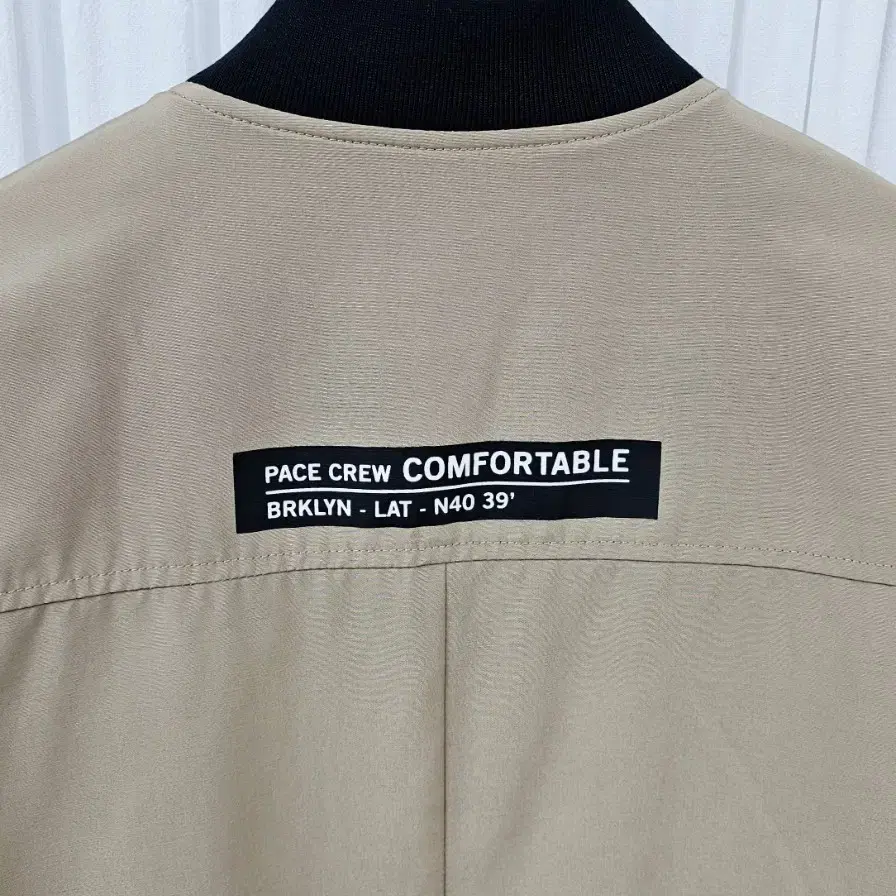 PACE CREW COMFORTABLE
BRKLYN - LAT - N40 39'